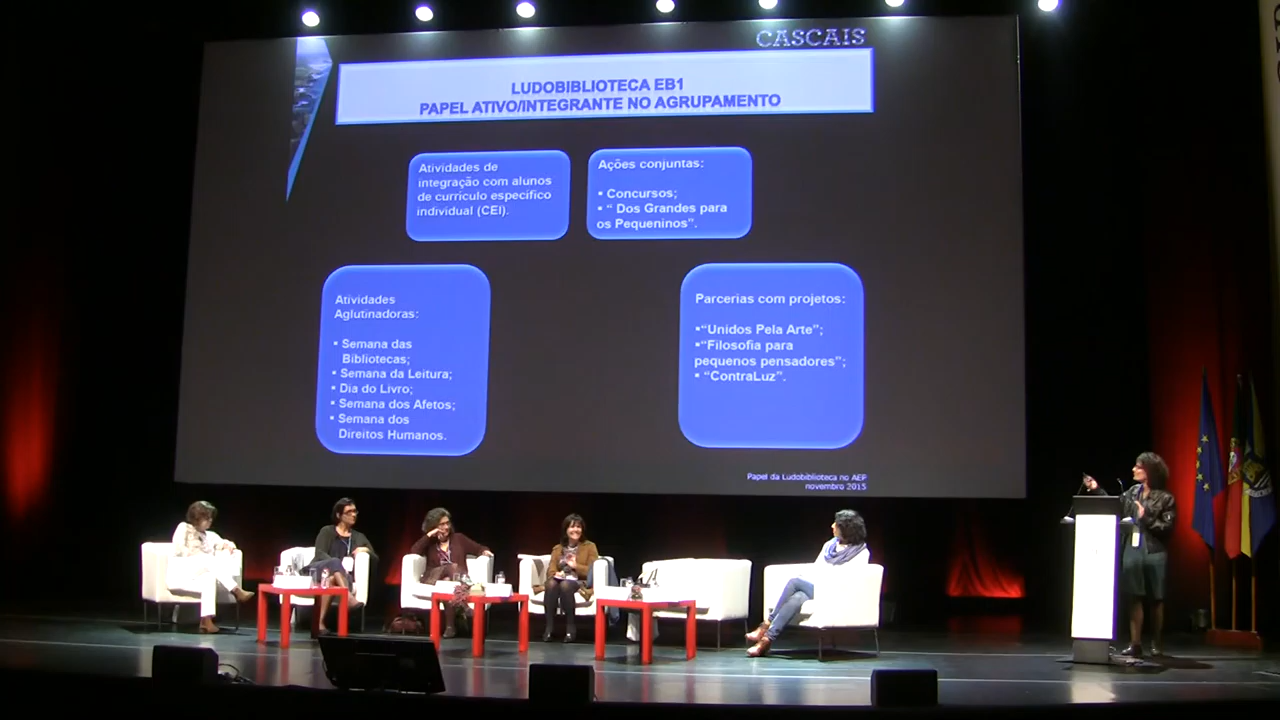 CASCAIS
LUDOBIBLIOTECA EB1
PAPEL ATIVO/INTEGRANTE NO AGRUPAMENTO
Atividades de
integração com alunos
de currículo especifico
individual (CEI).
Ações conjuntas:
▪ Concursos;
▪ “ Dos Grandes para
os Pequeninos”.
Atividades
Aglutinadoras:
▪ Semana das
Bibliotecas;
▪ Semana da Leitura;
▪ Dia do Livro;
▪ Semana dos Afetos;
▪ Semana dos
Direitos Humanos.
Parcerias com projetos:
▪“Unidos Pela Arte”;
▪“Filosofia para
pequenos pensadores”;
▪ “ContraLuz”.
Papel da Ludobiblioteca no AEP
novembro 2015